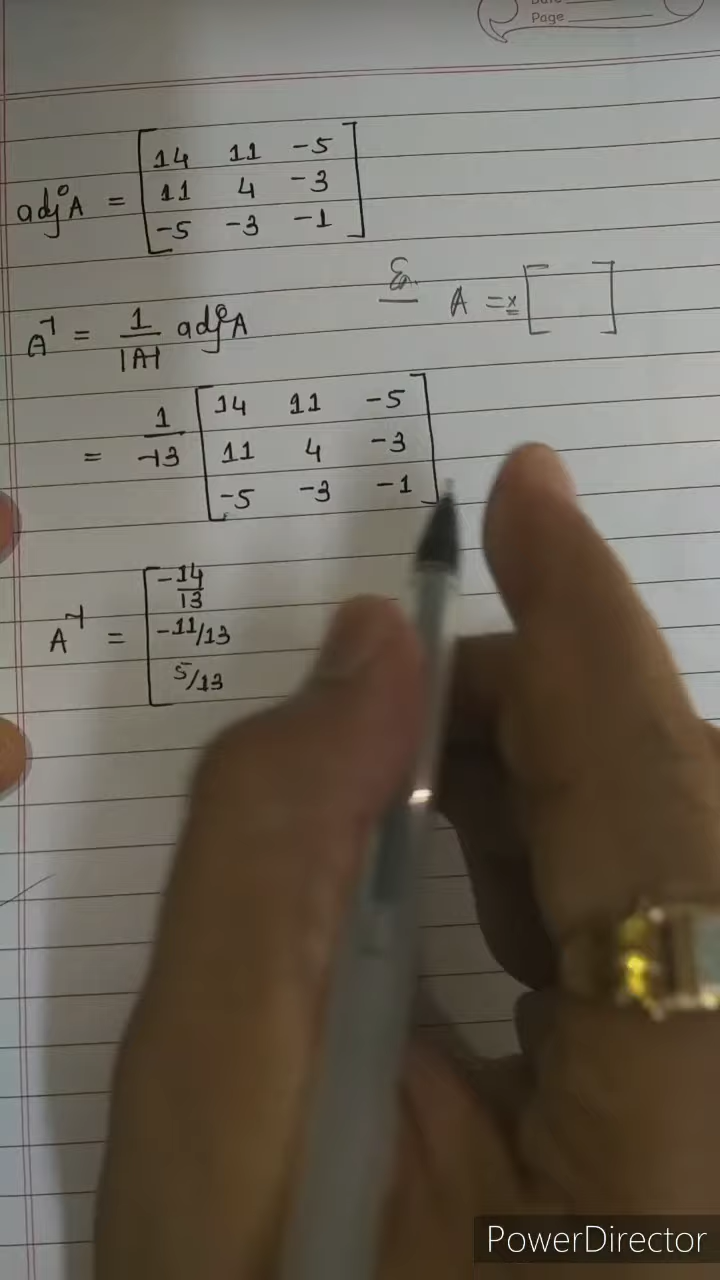 Page
adj A = [14 11 -5
11 4 -3
-5 -3 -1]
Ex. A = x [ ]
A⁻¹ = 1/|A| adj A
= 1/-13 [14 11 -5
11 4 -3
-5 -3 -1]
A⁻¹ = [-14/13
-11/13
5/13
PowerDirector